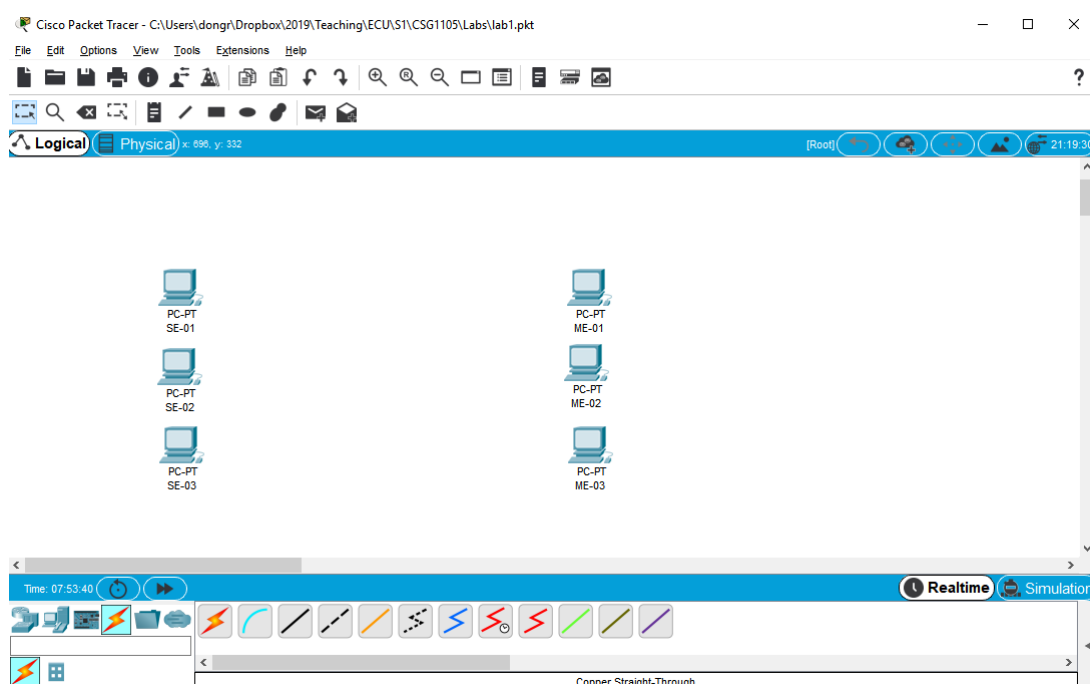 Cisco Packet Tracer - C:\Users\dongr\Dropbox\2019\Teaching\ECU\S1\CSG1105\Labs\lab1.pkt
File Edit Options View Tools Extensions Help
?
Logical Physical x: 696, y: 332 [Root] 21:19:30
PC-PT
SE-01
PC-PT
ME-01
PC-PT
SE-02
PC-PT
ME-02
PC-PT
SE-03
PC-PT
ME-03
Time: 07:53:40 Realtime Simulation
Copper Straight-Through